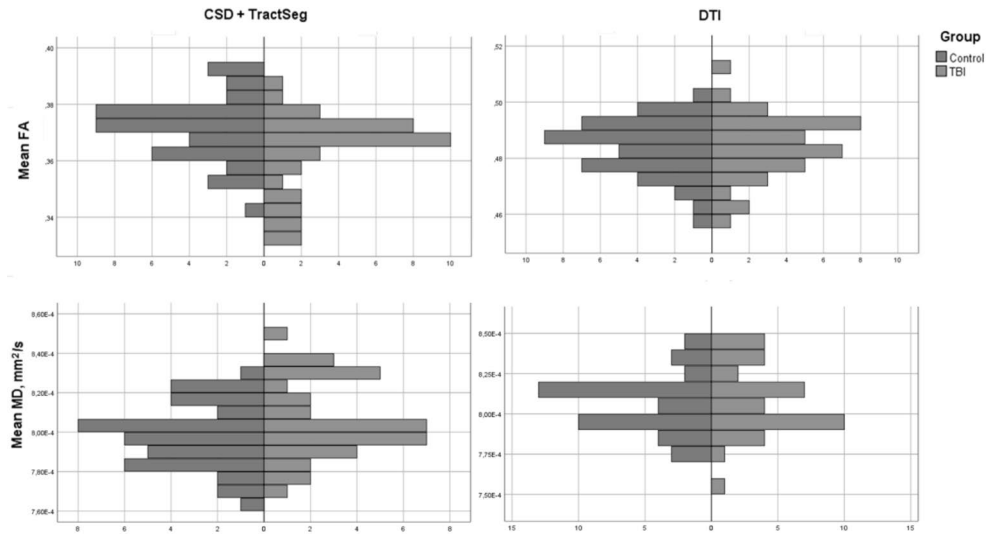 CSD + TractSeg
DTI
Group
Control
TBI
Mean FA
,40
,38
,36
,34
10 8 6 4 2 0 2 4 6 8 10
,52
,50
,48
,46
10 8 6 4 2 0 2 4 6 8 10
Mean MD, mm²/s
8,60E-4
8,40E-4
8,20E-4
8,00E-4
7,80E-4
7,60E-4
8 6 4 2 0 2 4 6 8
8,50E-4
8,25E-4
8,00E-4
7,75E-4
7,50E-4
15 10 5 0 5 10 15